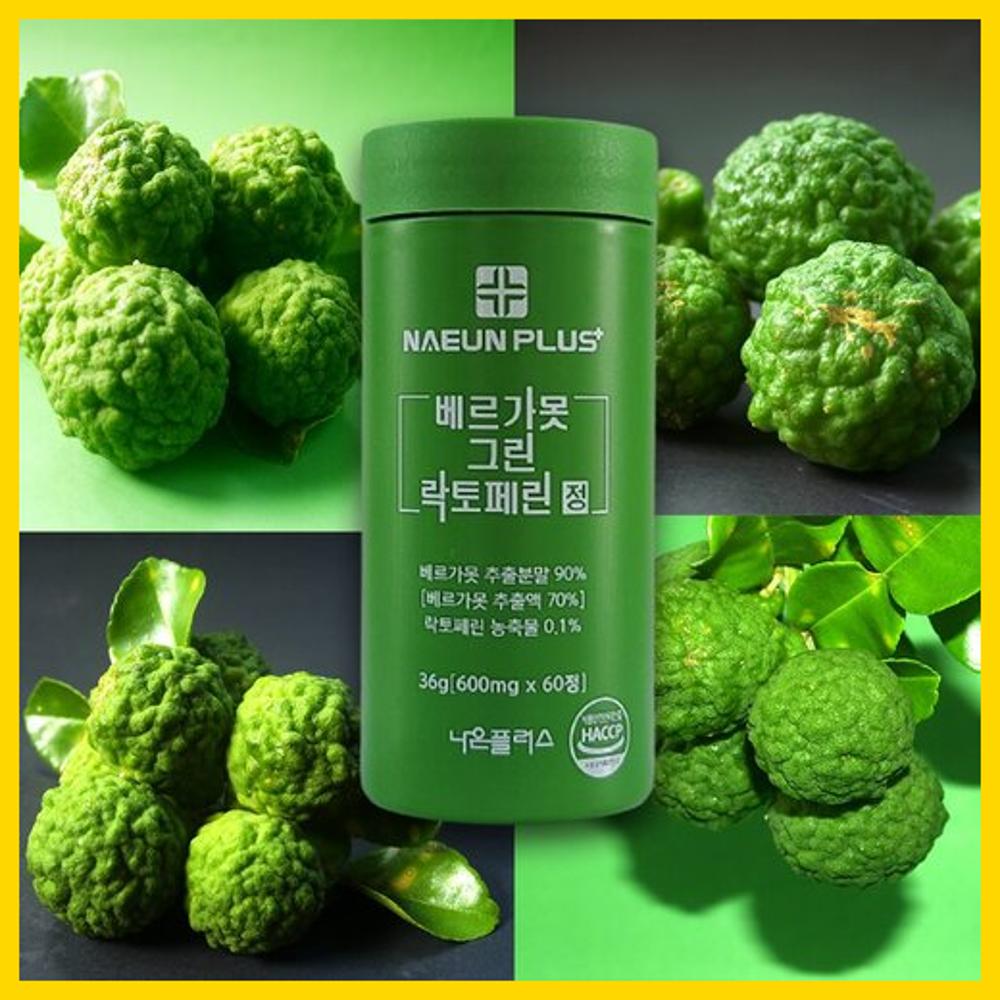 NAEUN PLUS+
베르가못
그린
락토페린 정
베르가못 추출분말 90%
[베르가못 추출액 70%]
락토페린 농축물 0.1%
36g[600mg x 60정]
나은플러스
HACCP